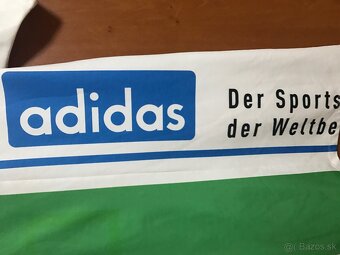 adidas
Der Sports
der Weltbe
Bazos.sk